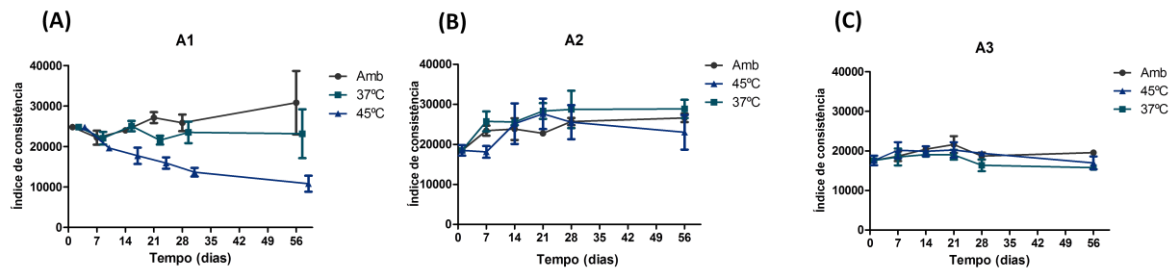 (A)
A1
Índice de consistência
40000
30000
20000
10000
0
0 7 14 21 28 35 42 49 56
Tempo (dias)
Amb
37ºC
45ºC
(B)
A2
Índice de consistência
40000
30000
20000
10000
0
0 7 14 21 28 35 42 49 56
Tempo (dias)
Amb
45ºC
37ºC
(C)
A3
Índice de consistência
40000
30000
20000
10000
0
0 7 14 21 28 35 42 49 56
Tempo (dias)
Amb
45ºC
37ºC